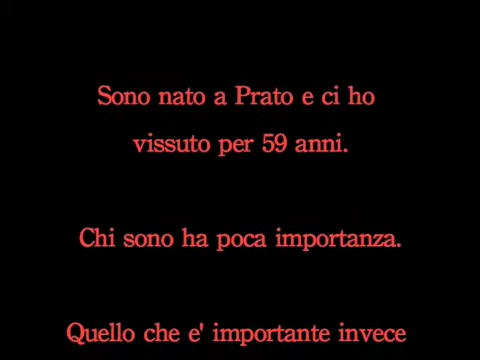 Sono nato a Prato e ci ho
vissuto per 59 anni.
Chi sono ha poca importanza.
Quello che e' importante invece